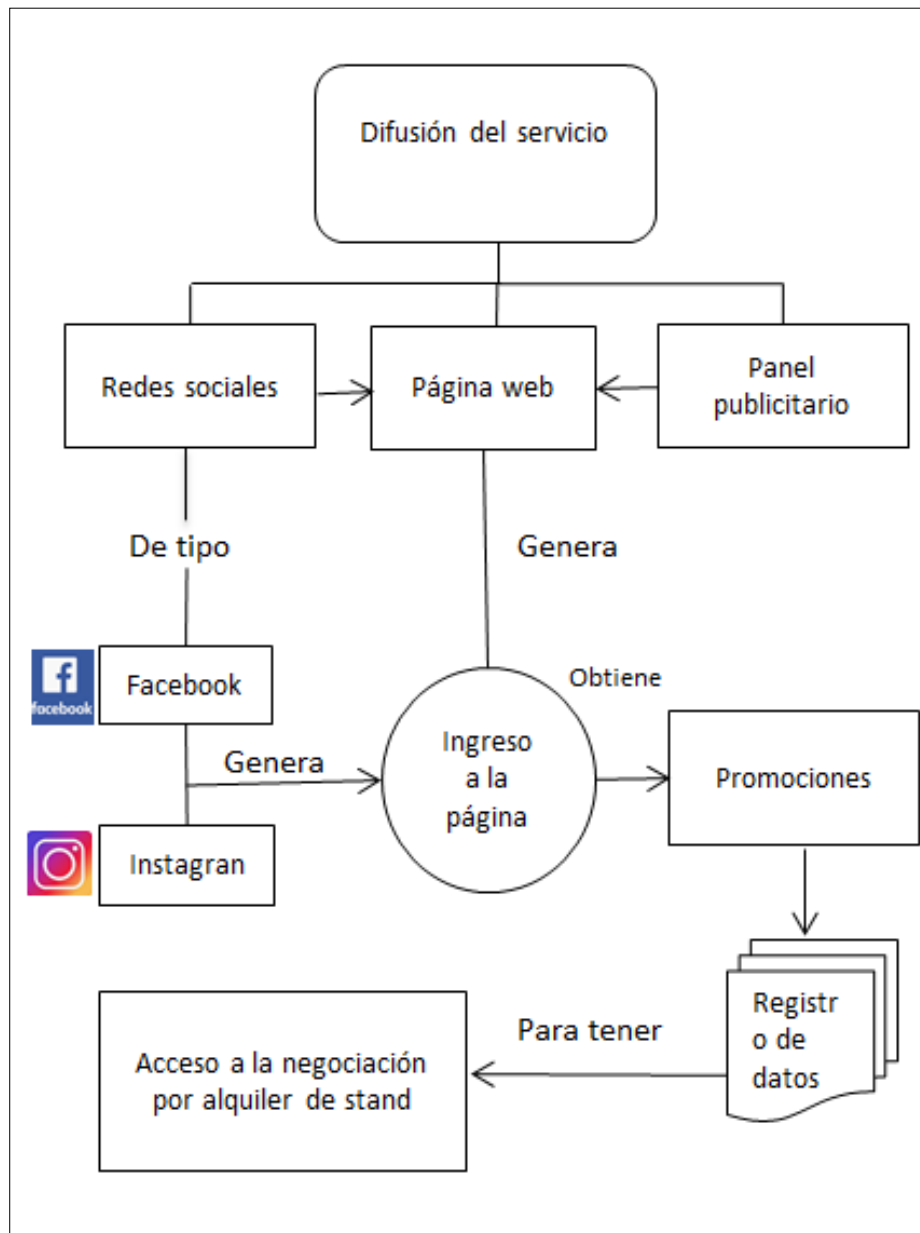 Difusión del servicio
Redes sociales
Página web
Panel
publicitario
De tipo
Genera
facebook
Facebook
Obtiene
Genera
Ingreso
a la
página
Promociones
Instagran
Registr
o de
datos
Para tener
Acceso a la negociación
por alquiler de stand